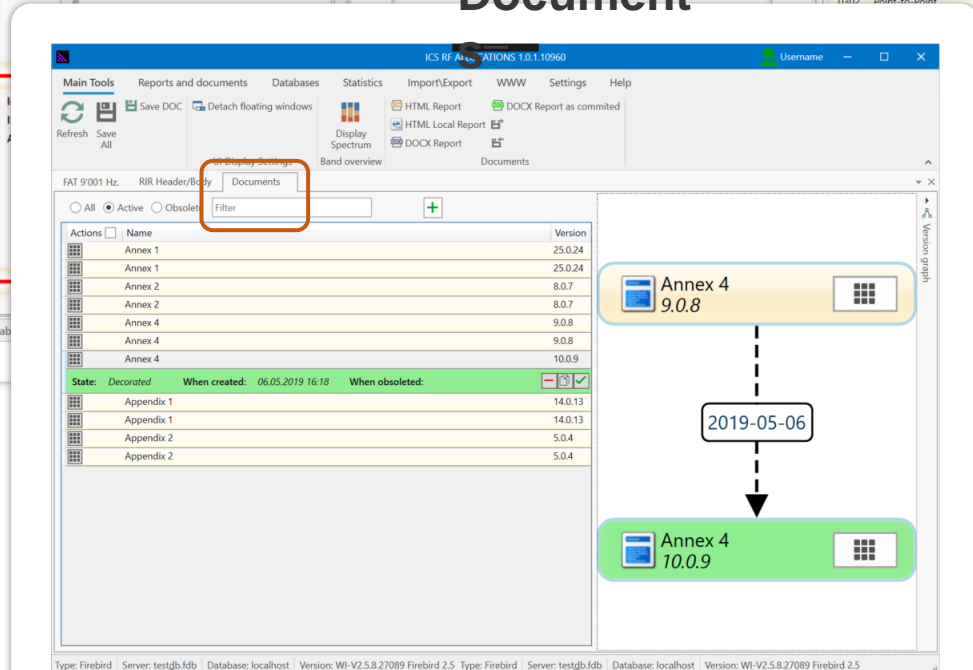 0302 Point-to-Point
Document
s
ICS RF ALLOCATIONS 1.0.1.10960
Username
Main Tools Reports and documents Databases Statistics Import\Export WWW Settings Help
Refresh
Save All
Save DOC
Detach floating windows
UI Display Settings
Display Spectrum
Band overview
HTML Report
HTML Local Report
DOCX Report
DOCX Report as commited
Documents
FAT 9'001 Hz. RIR Header/Body Documents
All Active Obsolete Filter
Actions Name Version
Annex 1 25.0.24
Annex 1 25.0.24
Annex 2 8.0.7
Annex 2 8.0.7
Annex 4 9.0.8
Annex 4 9.0.8
Annex 4 10.0.9
State: Decorated When created: 06.05.2019 16:18 When obsoleted:
Appendix 1 14.0.13
Appendix 1 14.0.13
Appendix 2 5.0.4
Appendix 2 5.0.4
Annex 4
9.0.8
2019-05-06
Annex 4
10.0.9
Version graph
Type: Firebird Server: testdb.fdb Database: localhost Version: WI-V2.5.8.27089 Firebird 2.5 Type: Firebird Server: testdb.fdb Database: localhost Version: WI-V2.5.8.27089 Firebird 2.5